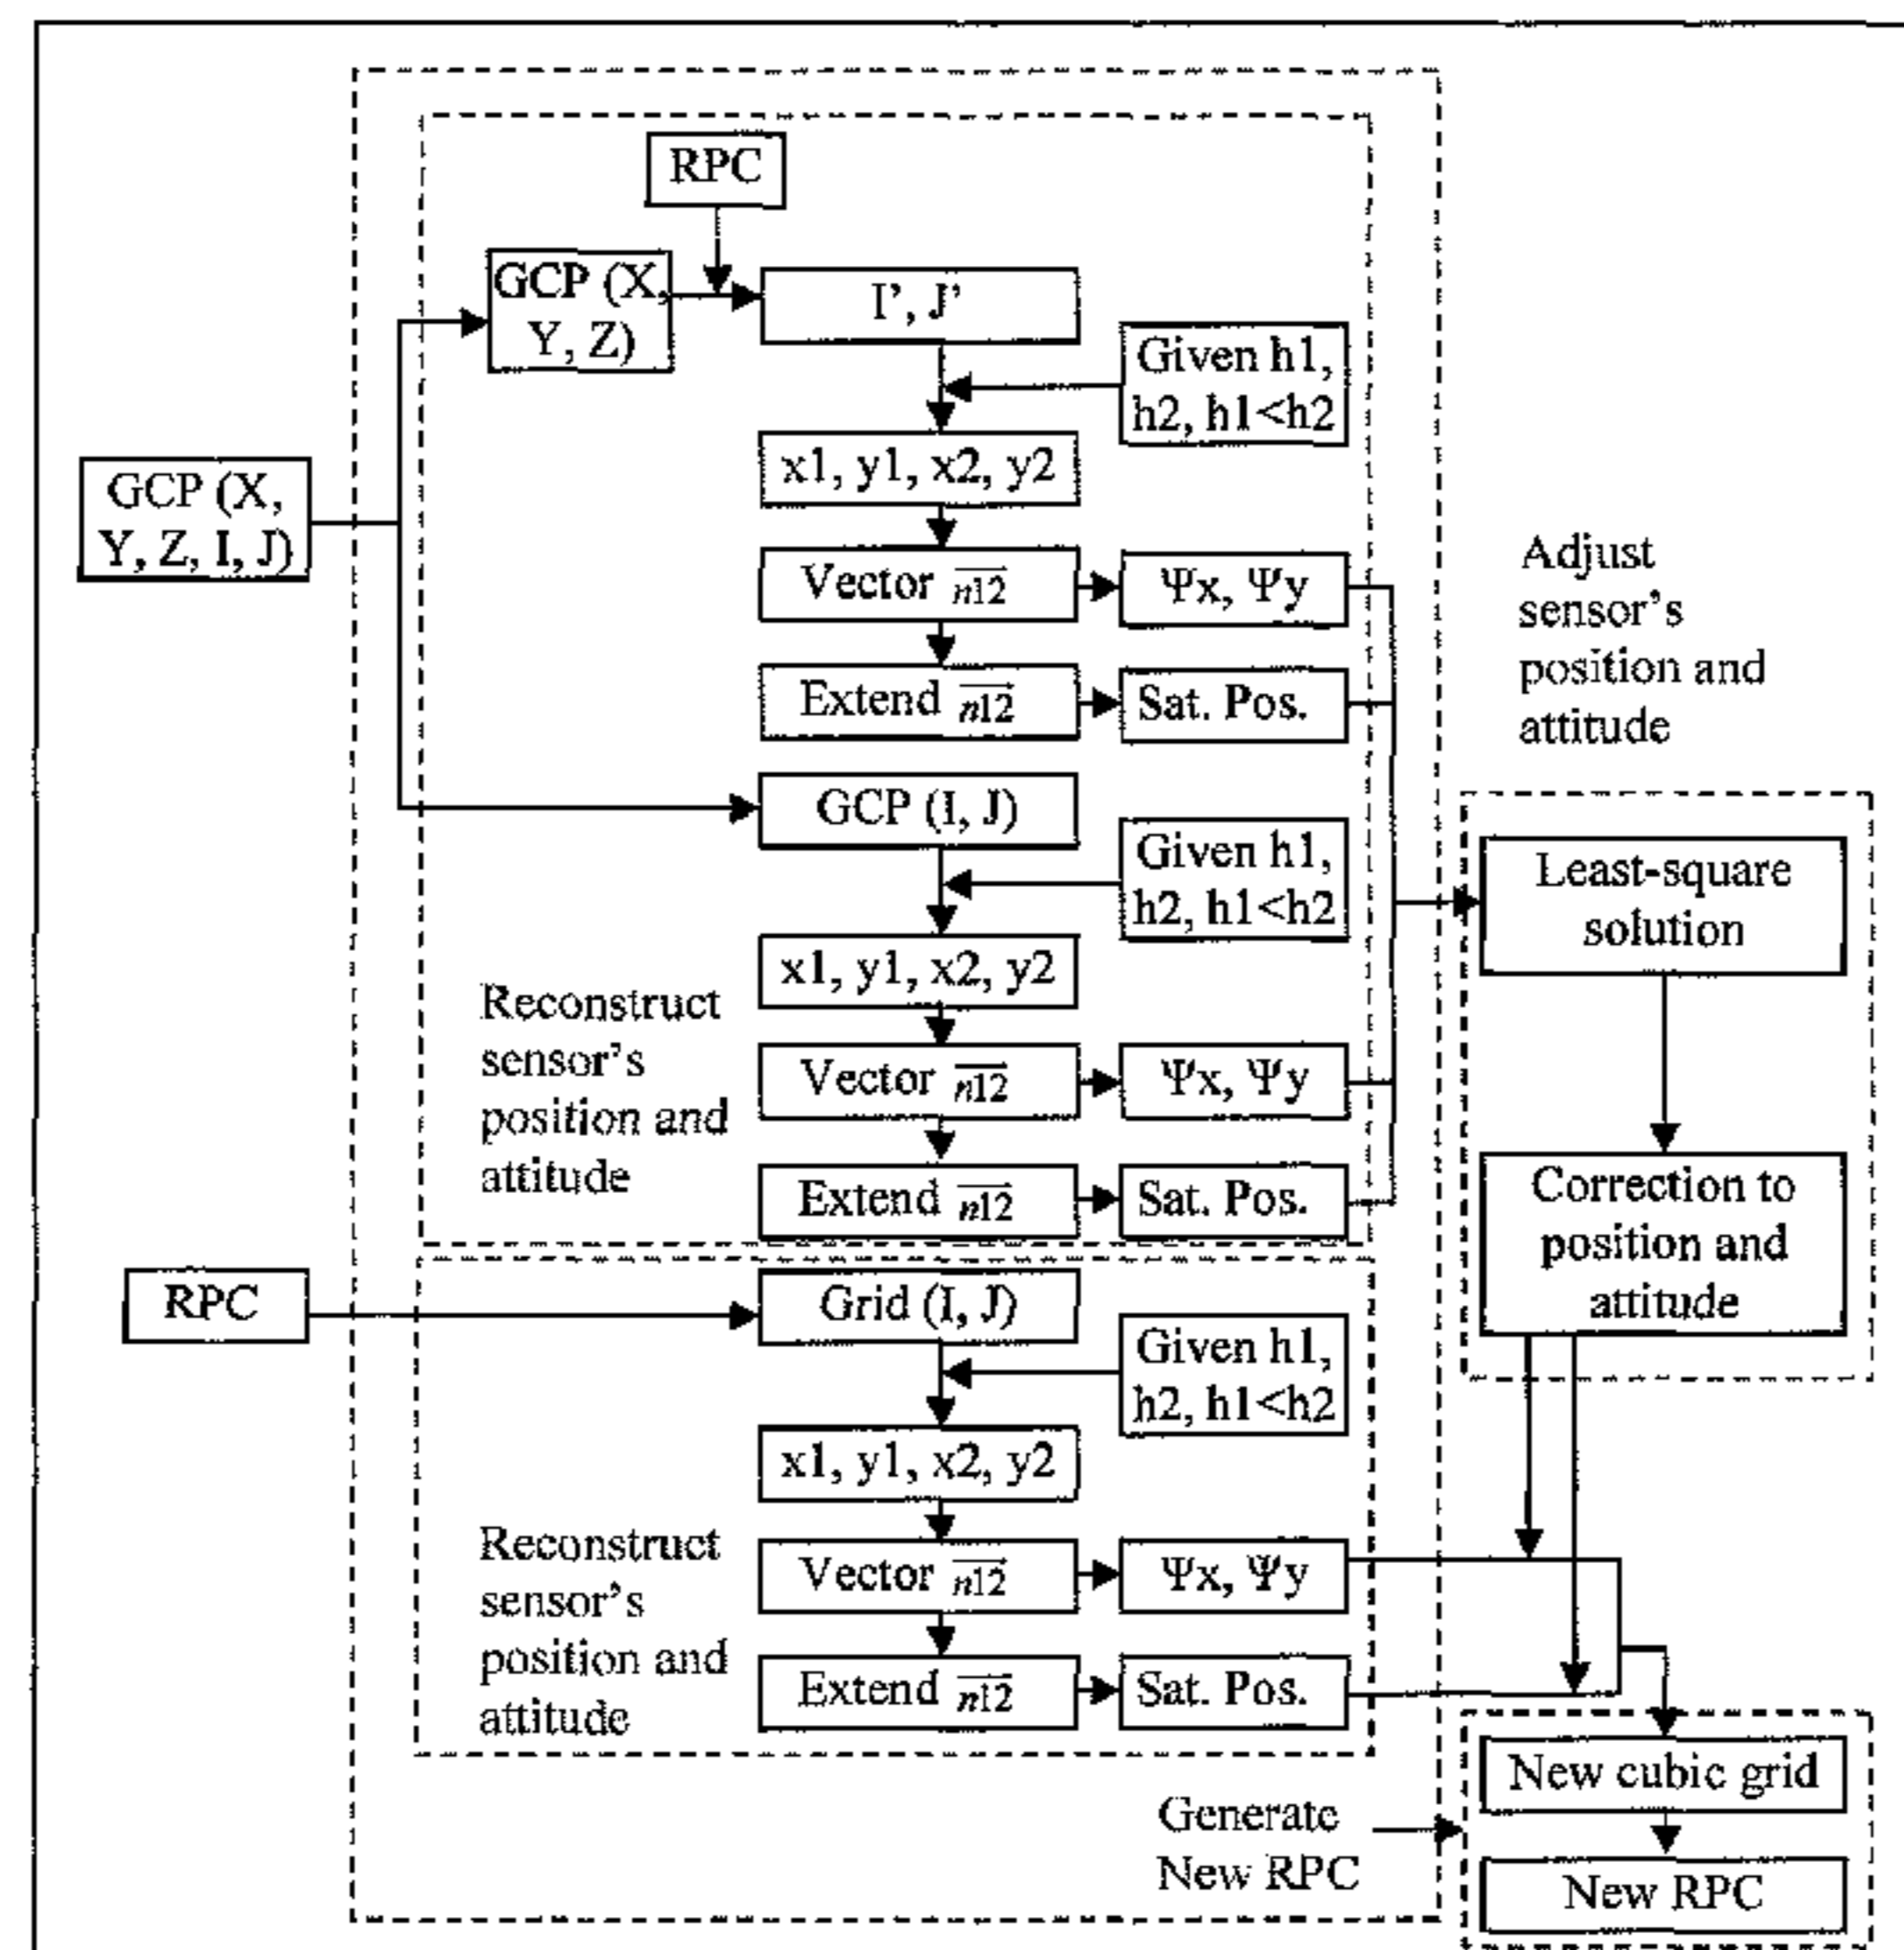 RPC
GCP (X,
Y, Z)
I’, J’
Given h1,
h2, h1<h2
x1, y1, x2, y2
GCP (X,
Y, Z, I, J)
Vector n12
Ψx, Ψy
Extend n12
Sat. Pos.
Adjust
sensor’s
position and
attitude
GCP (I, J)
Given h1,
h2, h1<h2
x1, y1, x2, y2
Vector n12
Ψx, Ψy
Extend n12
Sat. Pos.
Reconstruct
sensor’s
position and
attitude
Least-square
solution
Correction to
position and
attitude
RPC
Grid (I, J)
Given h1,
h2, h1<h2
x1, y1, x2, y2
Vector n12
Ψx, Ψy
Extend n12
Sat. Pos.
Reconstruct
sensor’s
position and
attitude
Generate
New RPC
New cubic grid
New RPC